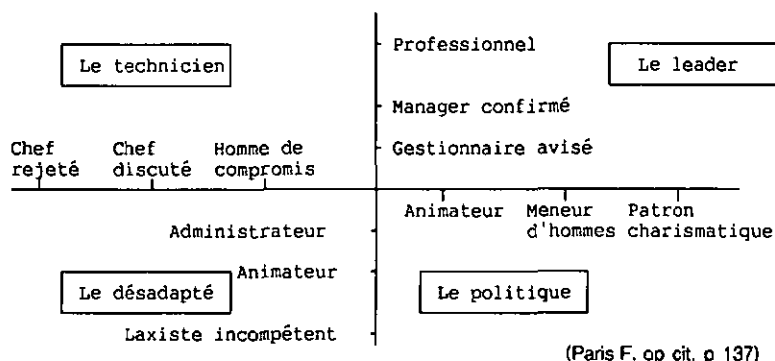 Professionnel
Le technicien
Le leader
Manager confirmé
Chef rejeté
Chef discuté
Homme de compromis
Gestionnaire avisé
Animateur
Meneur d'hommes
Patron charismatique
Administrateur
Animateur
Le désadapté
Le politique
Laxiste incompétent
(Paris F. op cit. p 137)